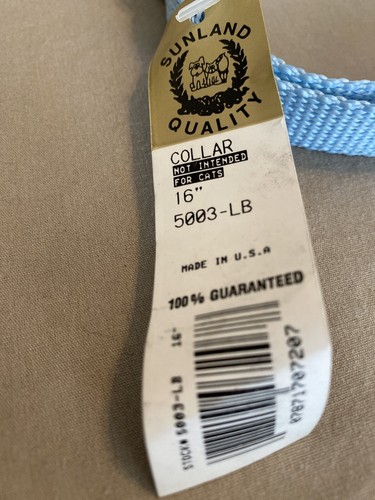 SUNLAND
QUALITY
COLLAR
NOT INTENDED
FOR CATS
16"
5003-LB
MADE IN U.S.A
100% GUARANTEED
STOCK# 5003-LB 16"
07871707207